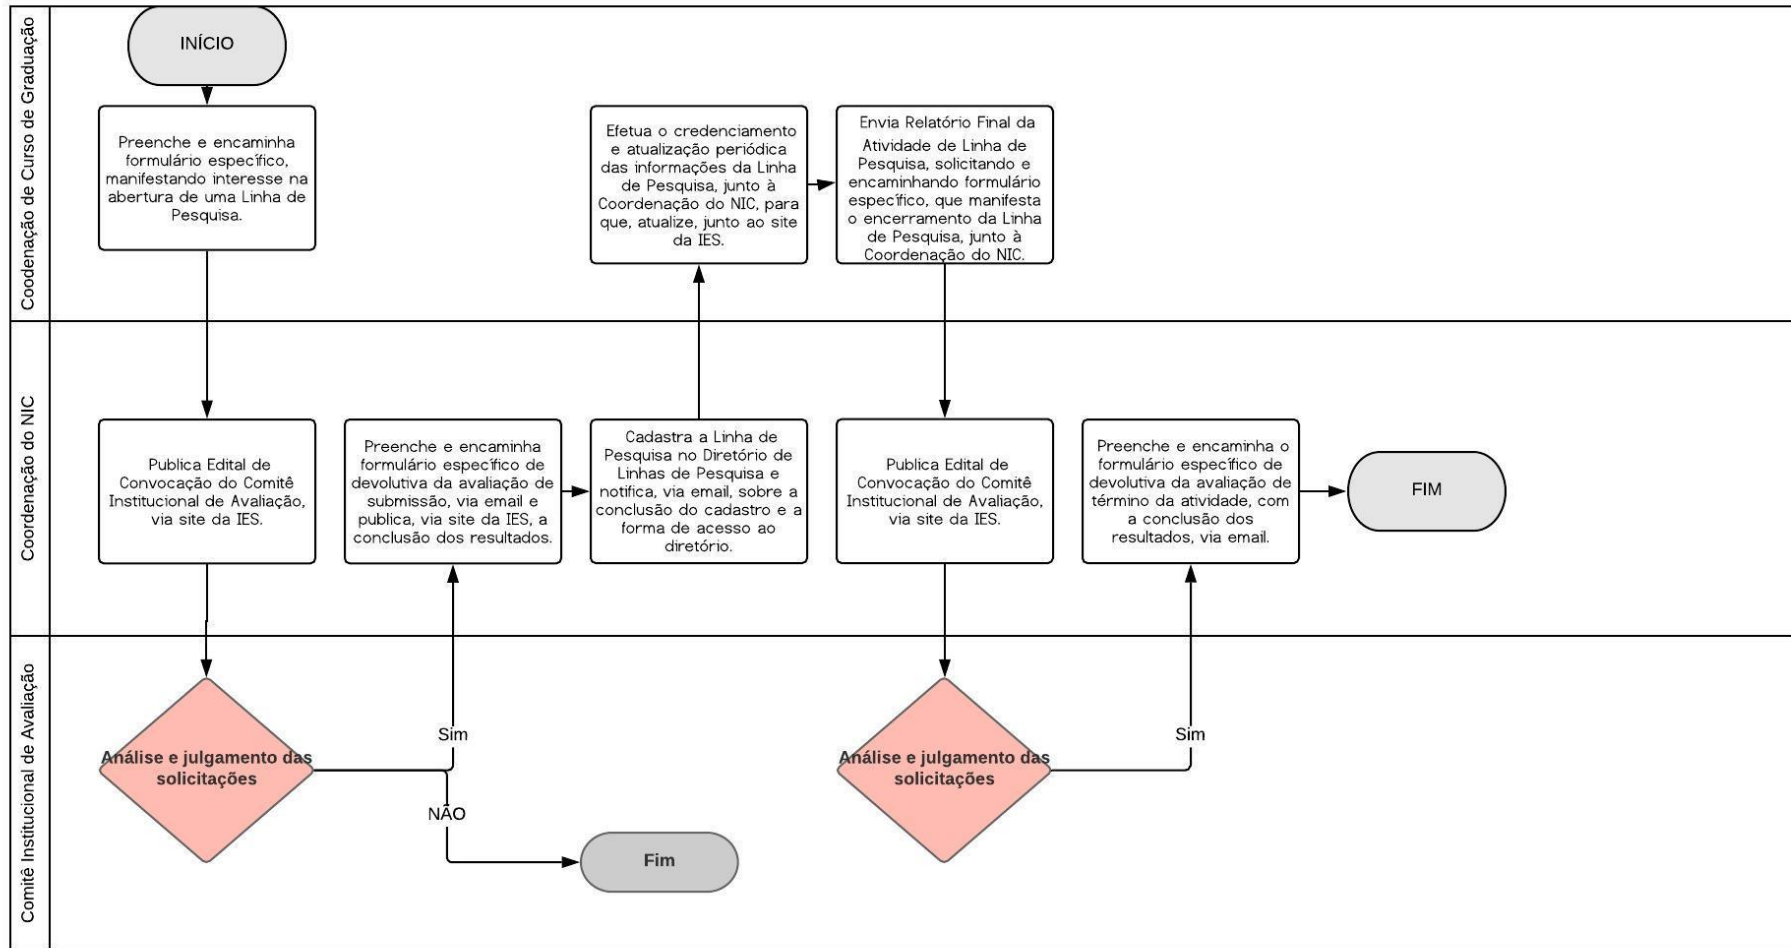 Coodenação de Curso de Graduação
INÍCIO
Preenche e encaminha
formulário específico,
manifestando interesse na
abertura de uma Linha de
Pesquisa.
Efetua o credenciamento
e atualização periódica
das informações da Linha
de Pesquisa, junto à
Coordenação do NIC, para
que, atualize, junto ao site
da IES.
Envia Relatório Final da
Atividade de Linha de
Pesquisa, solicitando e
encaminhando formulário
específico, que manifesta
o encerramento da Linha
de Pesquisa, junto à
Coordenação do NIC.
Coordenação do NIC
Publica Edital de
Convocação do Comitê
Institucional de Avaliação,
via site da IES.
Preenche e encaminha
formulário específico de
devolutiva da avaliação de
submissão, via email e
publica, via site da IES, a
conclusão dos resultados.
Cadastra a Linha de
Pesquisa no Diretório de
Linhas de Pesquisa e
notifica, via email, sobre a
conclusão do cadastro e a
forma de acesso ao
diretório.
Publica Edital de
Convocação do Comitê
Institucional de Avaliação,
via site da IES.
Preenche e encaminha o
formulário específico de
devolutiva da avaliação de
término da atividade, com
a conclusão dos
resultados, via email.
FIM
Comitê Institucional de Avaliação
Análise e julgamento das
solicitações
Sim
NÃO
Fim
Análise e julgamento das
solicitações
Sim